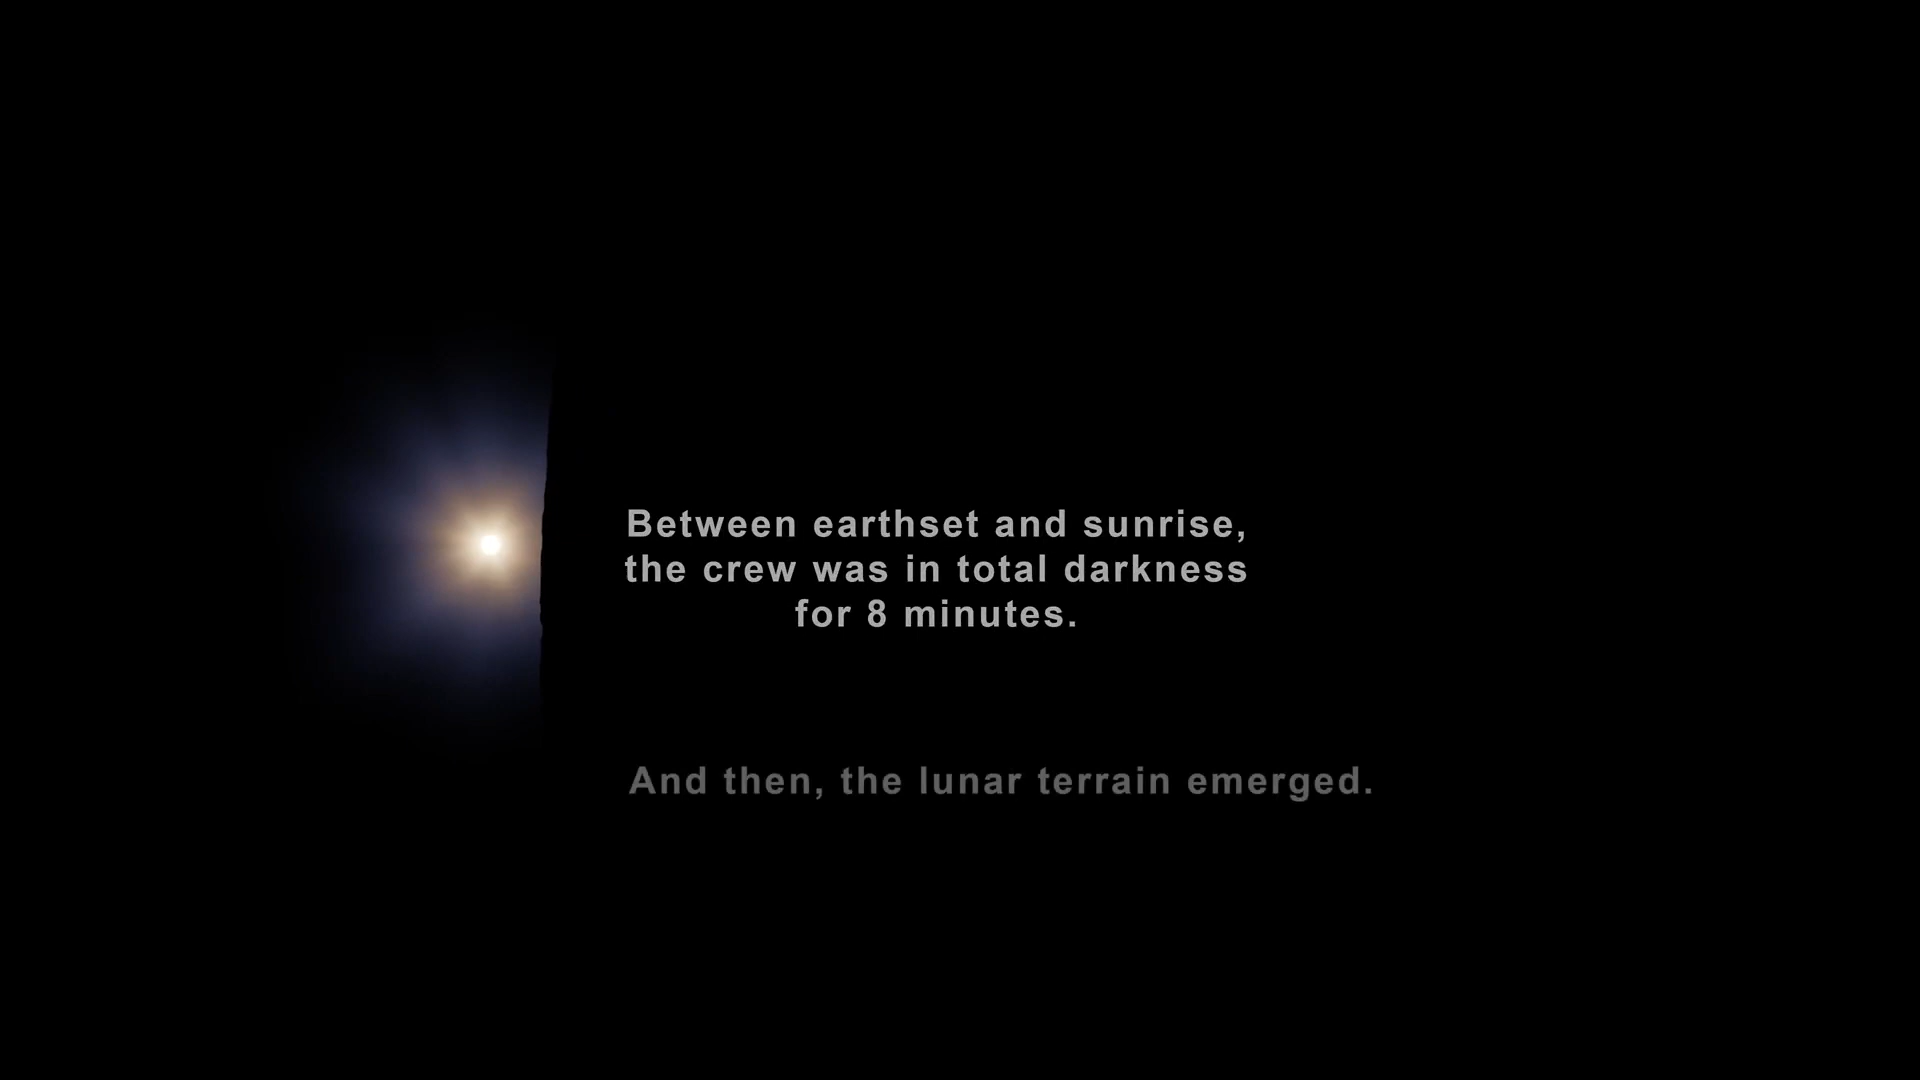 Between earthset and sunrise,
the crew was in total darkness
for 8 minutes.
And then, the lunar terrain emerged.